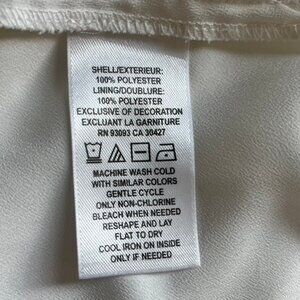 SHELL/EXTERIEUR:
100% POLYESTER
LINING/DOUBLURE:
100% POLYESTER
EXCLUSIVE OF DECORATION
EXCLUANT LA GARNITURE
RN 93093 CA 30427
MACHINE WASH COLD
WITH SIMILAR COLORS
GENTLE CYCLE
ONLY NON-CHLORINE
BLEACH WHEN NEEDED
RESHAPE AND LAY
FLAT TO DRY
COOL IRON ON INSIDE
ONLY IF NEEDED